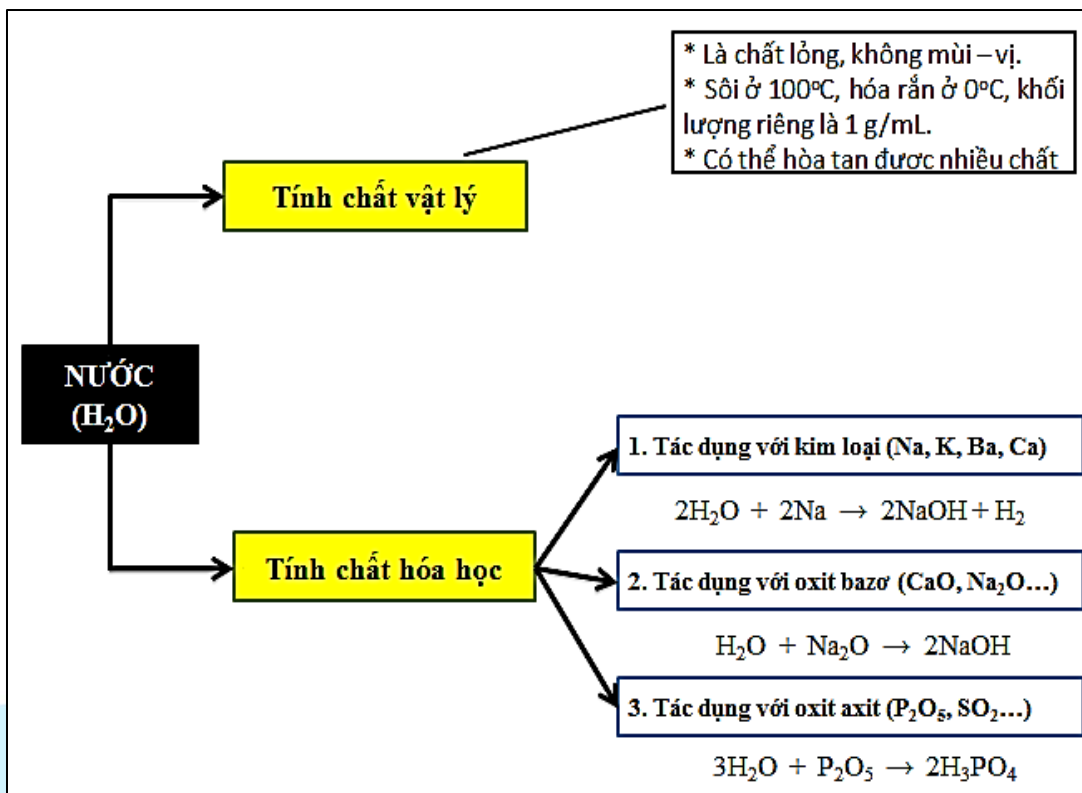 * Là chất lỏng, không mùi – vị.
* Sôi ở 100°C, hóa rắn ở 0°C, khối
lượng riêng là 1 g/mL.
* Có thể hòa tan được nhiều chất
Tính chất vật lý
NƯỚC
(H₂O)
Tính chất hóa học
1. Tác dụng với kim loại (Na, K, Ba, Ca)
2H₂O + 2Na → 2NaOH + H₂
2. Tác dụng với oxit bazơ (CaO, Na₂O…)
H₂O + Na₂O → 2NaOH
3. Tác dụng với oxit axit (P₂O₅, SO₂…)
3H₂O + P₂O₅ → 2H₃PO₄